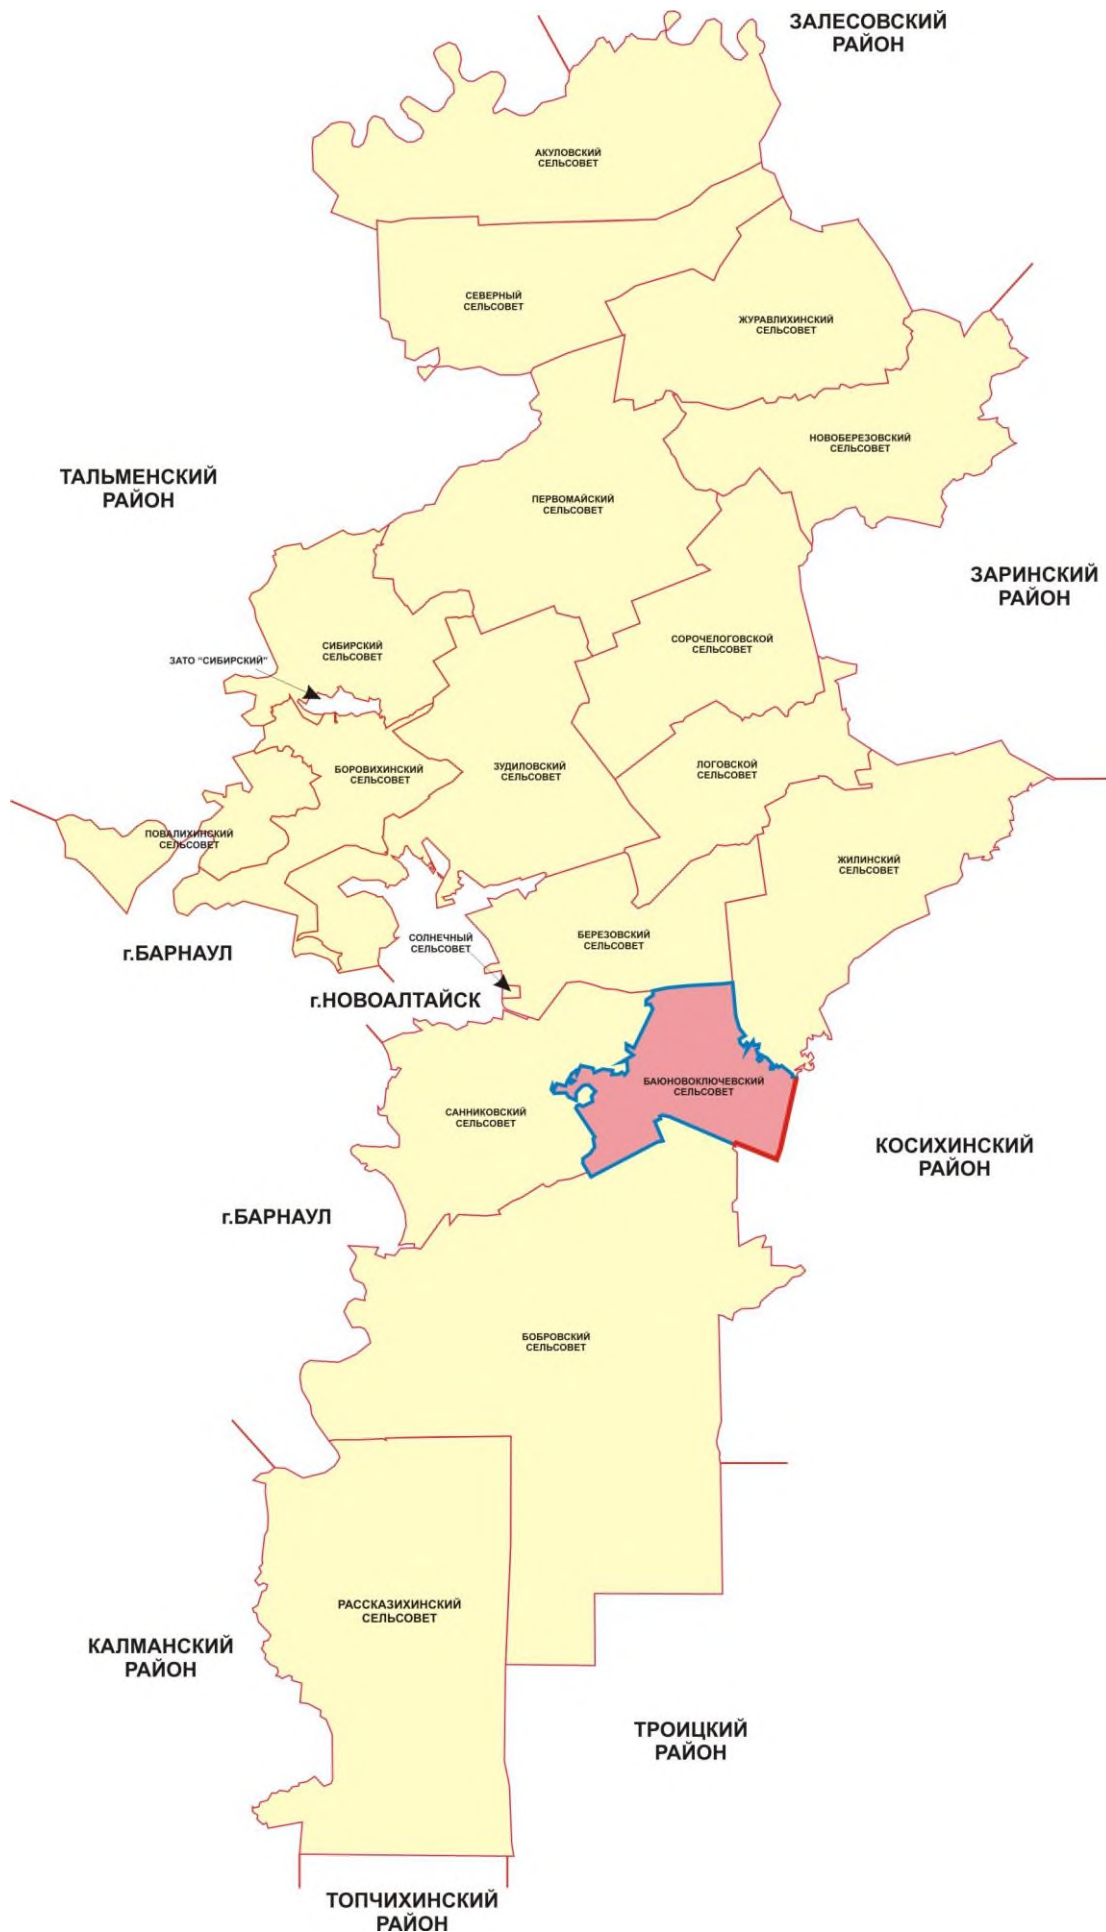 ЗАЛЕСОВСКИЙ
РАЙОН
АКУЛОВСКИЙ
СЕЛЬСОВЕТ
СЕВЕРНЫЙ
СЕЛЬСОВЕТ
ЖУРАВЛИХИНСКИЙ
СЕЛЬСОВЕТ
НОВОБЕРЕЗОВСКИЙ
СЕЛЬСОВЕТ
ТАЛЬМЕНСКИЙ
РАЙОН
ПЕРВОМАЙСКИЙ
СЕЛЬСОВЕТ
ЗАРИНСКИЙ
РАЙОН
СИБИРСКИЙ
СЕЛЬСОВЕТ
СОРОЧЕЛОГОВСКОЙ
СЕЛЬСОВЕТ
ЗАТО "СИБИРСКИЙ"
БОРОВИХИНСКИЙ
СЕЛЬСОВЕТ
ЗУДИЛОВСКИЙ
СЕЛЬСОВЕТ
ЛОГОВСКОЙ
СЕЛЬСОВЕТ
ПОВАЛИХИНСКИЙ
СЕЛЬСОВЕТ
ЖИЛИНСКИЙ
СЕЛЬСОВЕТ
г.БАРНАУЛ
СОЛНЕЧНЫЙ
СЕЛЬСОВЕТ
БЕРЕЗОВСКИЙ
СЕЛЬСОВЕТ
г.НОВОАЛТАЙСК
БАЮНОВОКЛЮЧЕВСКИЙ
СЕЛЬСОВЕТ
САННИКОВСКИЙ
СЕЛЬСОВЕТ
КОСИХИНСКИЙ
РАЙОН
г.БАРНАУЛ
БОБРОВСКИЙ
СЕЛЬСОВЕТ
РАССКАЗИХИНСКИЙ
СЕЛЬСОВЕТ
КАЛМАНСКИЙ
РАЙОН
ТРОИЦКИЙ
РАЙОН
ТОПЧИХИНСКИЙ
РАЙОН